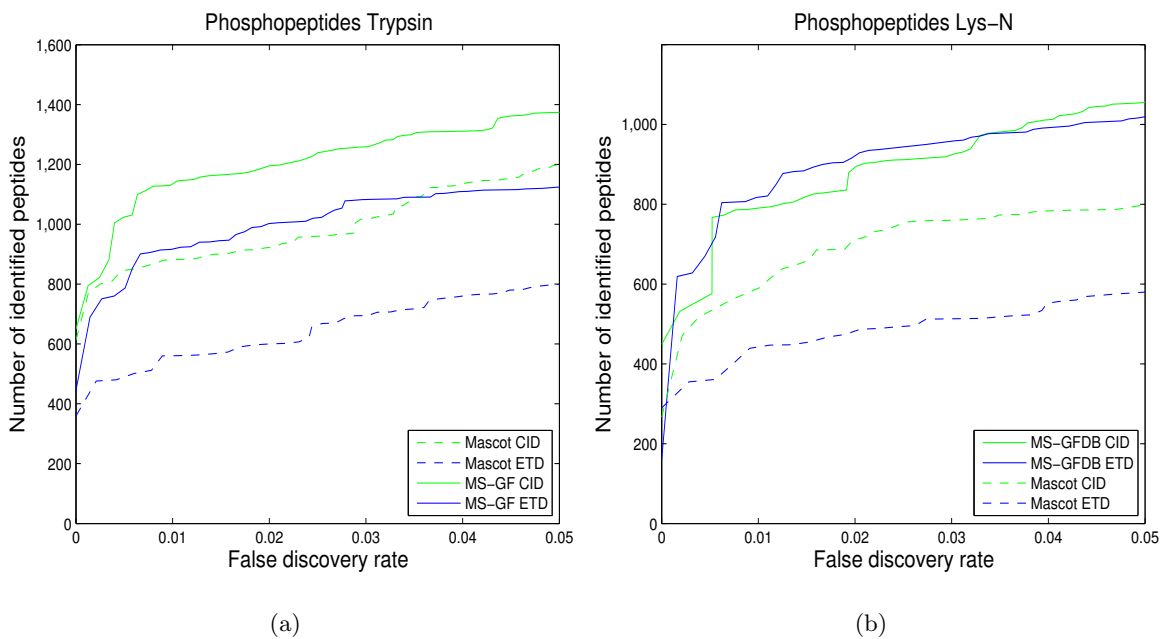 Phosphopeptides Trypsin
1,600
1,400
1,200
1,000
800
600
400
200
0
Number of identified peptides
0 0.01 0.02 0.03 0.04 0.05
False discovery rate
Mascot CID
Mascot ETD
MS−GF CID
MS−GF ETD
(a)
Phosphopeptides Lys−N
1,000
800
600
400
200
0
Number of identified peptides
0 0.01 0.02 0.03 0.04 0.05
False discovery rate
MS−GFDB CID
MS−GFDB ETD
Mascot CID
Mascot ETD
(b)